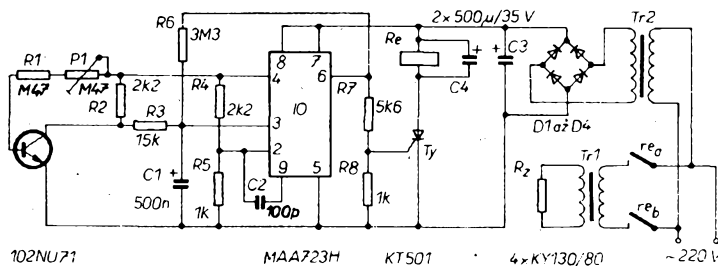 R6
3M3
2×500µ/35 V
Tr2
R1
M47
P1
M47
R2
2k2
R3
15k
R4
2k2
R5
1k
C1
+
500n
C2
100p
8
7
4
6
3
IO
2
9
5
R7
5k6
R8
1k
Re
+
C4
+
C3
Ty
D1 až D4
Rz
Tr1
rea
reb
102NU71
MAA723H
KT501
4×KY130/80
~220 V